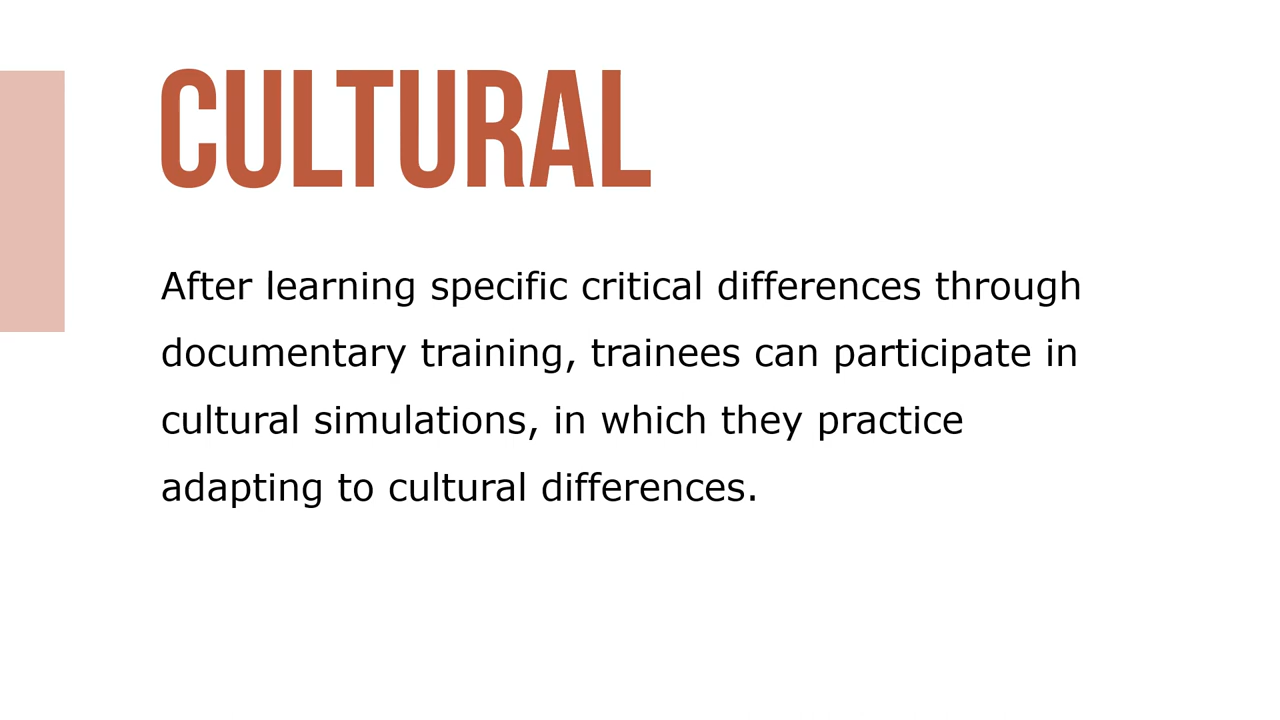 CULTURAL
After learning specific critical differences through
documentary training, trainees can participate in
cultural simulations, in which they practice
adapting to cultural differences.